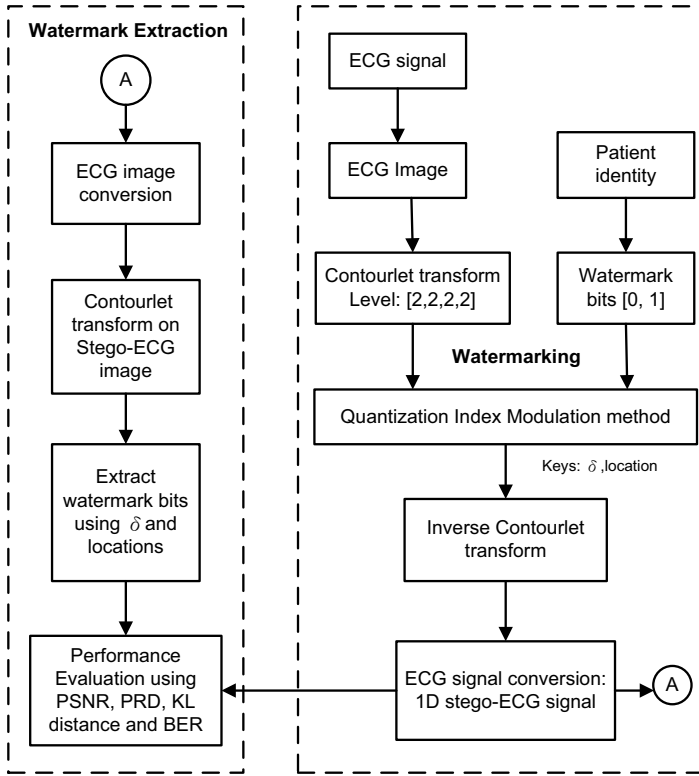 Watermark Extraction
A
ECG image
conversion
Contourlet
transform on
Stego-ECG
image
Extract
watermark bits
using δ and
locations
Performance
Evaluation using
PSNR, PRD, KL
distance and BER
ECG signal
ECG Image
Patient
identity
Contourlet transform
Level: [2,2,2,2]
Watermark
bits [0, 1]
Watermarking
Quantization Index Modulation method
Keys: δ ,location
Inverse Contourlet
transform
ECG signal conversion:
1D stego-ECG signal
A